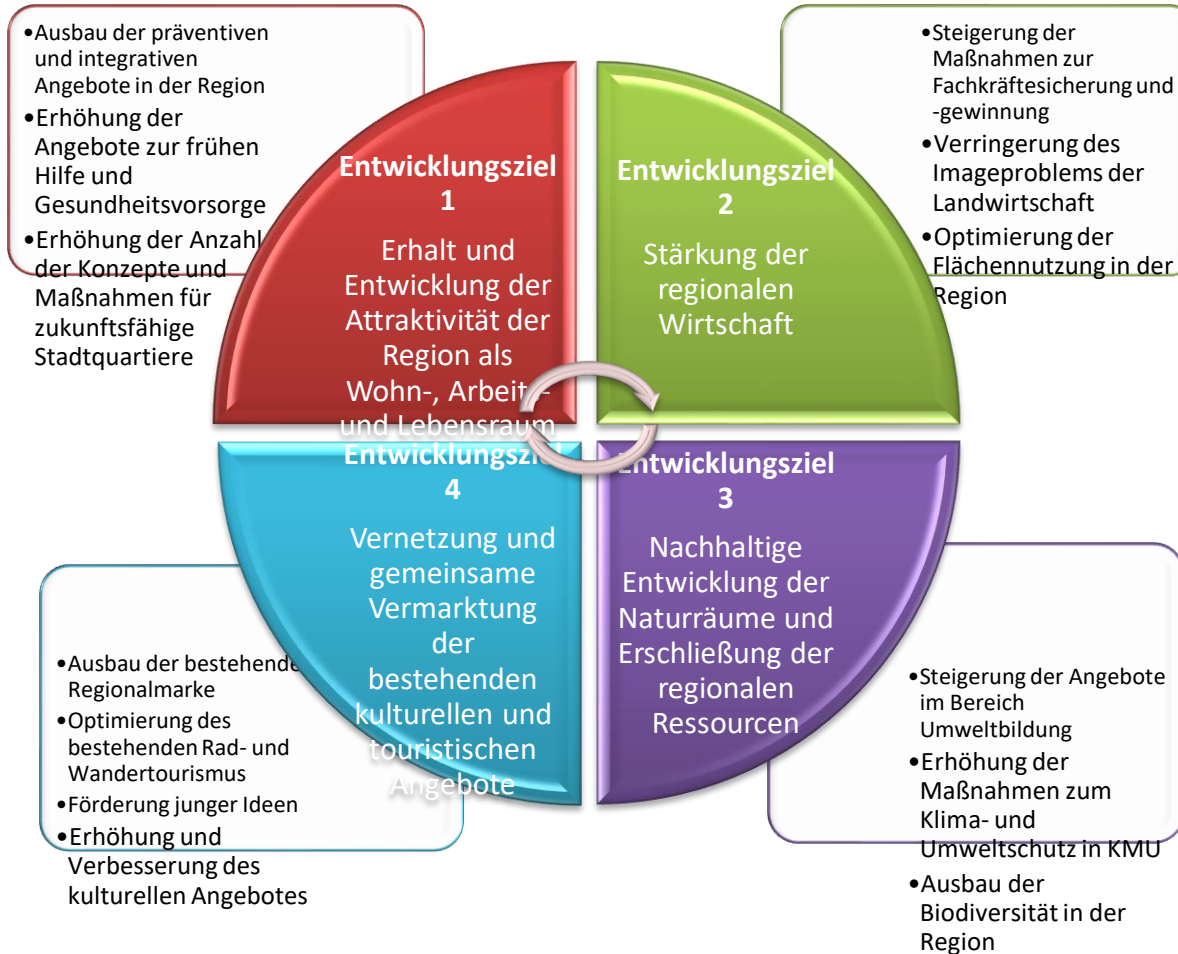 •Ausbau der präventiven
und integrativen
Angebote in der Region
•Erhöhung der
Angebote zur frühen
Hilfe und
Gesundheitsvorsorge
•Erhöhung der Anzahl
der Konzepte und
Maßnahmen für
zukunftsfähige
Stadtquartiere
Entwicklungsziel
1
Erhalt und
Entwicklung der
Attraktivität der
Region als
Wohn-, Arbeits-
und Lebensraum
Entwicklungsziel
2
Stärkung der
regionalen
Wirtschaft
•Steigerung der
Maßnahmen zur
Fachkräftesicherung und
-gewinnung
•Verringerung des
Imageproblems der
Landwirtschaft
•Optimierung der
Flächennutzung in der
Region
•Ausbau der bestehenden
Regionalmarke
•Optimierung des
bestehenden Rad- und
Wandertourismus
•Förderung junger Ideen
•Erhöhung und
Verbesserung des
kulturellen Angebotes
Entwicklungsziel
4
Vernetzung und
gemeinsame
Vermarktung
der
bestehenden
kulturellen und
touristischen
Angebote
Entwicklungsziel
3
Nachhaltige
Entwicklung der
Naturräume und
Erschließung der
regionalen
Ressourcen
•Steigerung der Angebote
im Bereich
Umweltbildung
•Erhöhung der
Maßnahmen zum
Klima- und
Umweltschutz in KMU
•Ausbau der
Biodiversität in der
Region